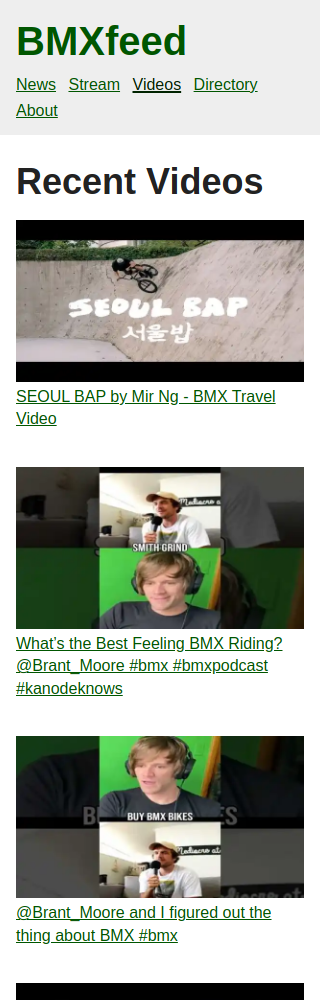 BMXfeed
News Stream Videos Directory
About
Recent Videos
SEOUL BAP
서울밥
SEOUL BAP by Mir Ng - BMX Travel
Video
SMITH GRIND
What's the Best Feeling BMX Riding?
@Brant_Moore #bmx #bmxpodcast
#kanodeknows
BUY BMX BIKES
@Brant_Moore and I figured out the
thing about BMX #bmx